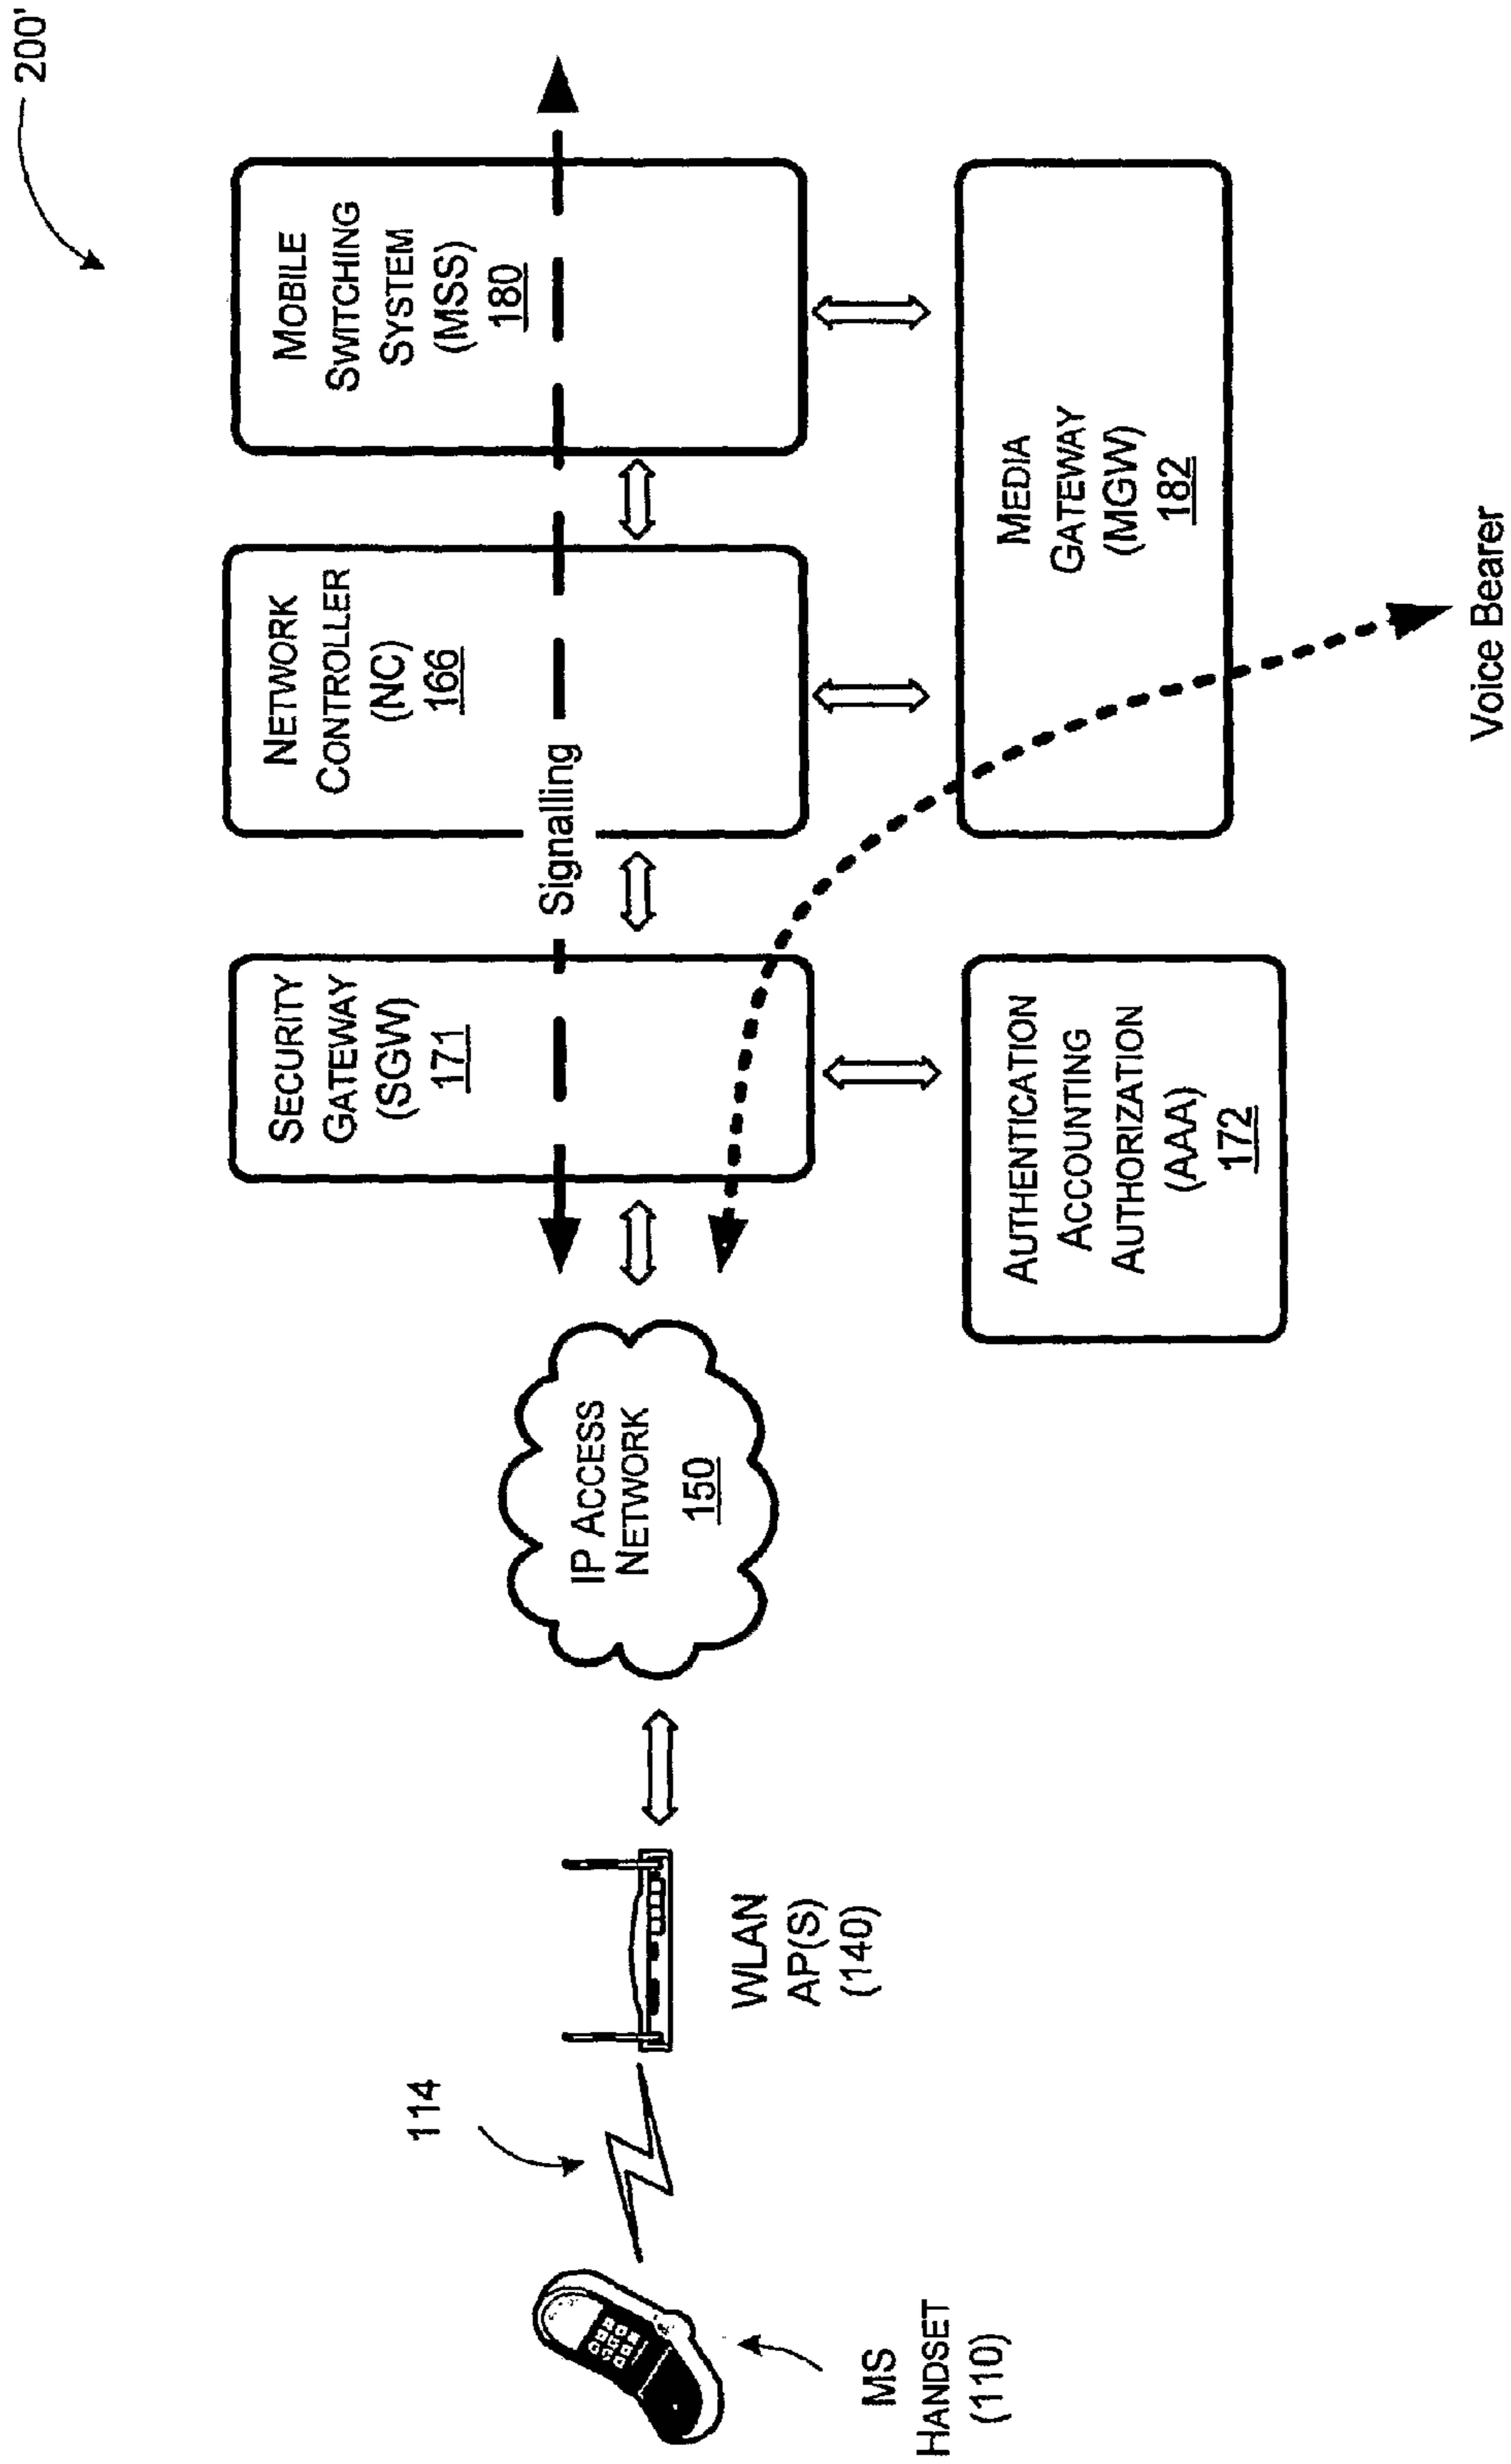 200'
MOBILE
SWITCHING
SYSTEM
(MSS)
180
NETWORK
CONTROLLER
(NC)
166
SECURITY
GATEWAY
(SGW)
171
Signalling
MEDIA
GATEWAY
(MGW)
182
AUTHENTICATION
ACCOUNTING
AUTHORIZATION
(AAA)
172
Voice Bearer
IP ACCESS
NETWORK
150
WLAN
AP(S)
(140)
114
MS
HANDSET
(110)